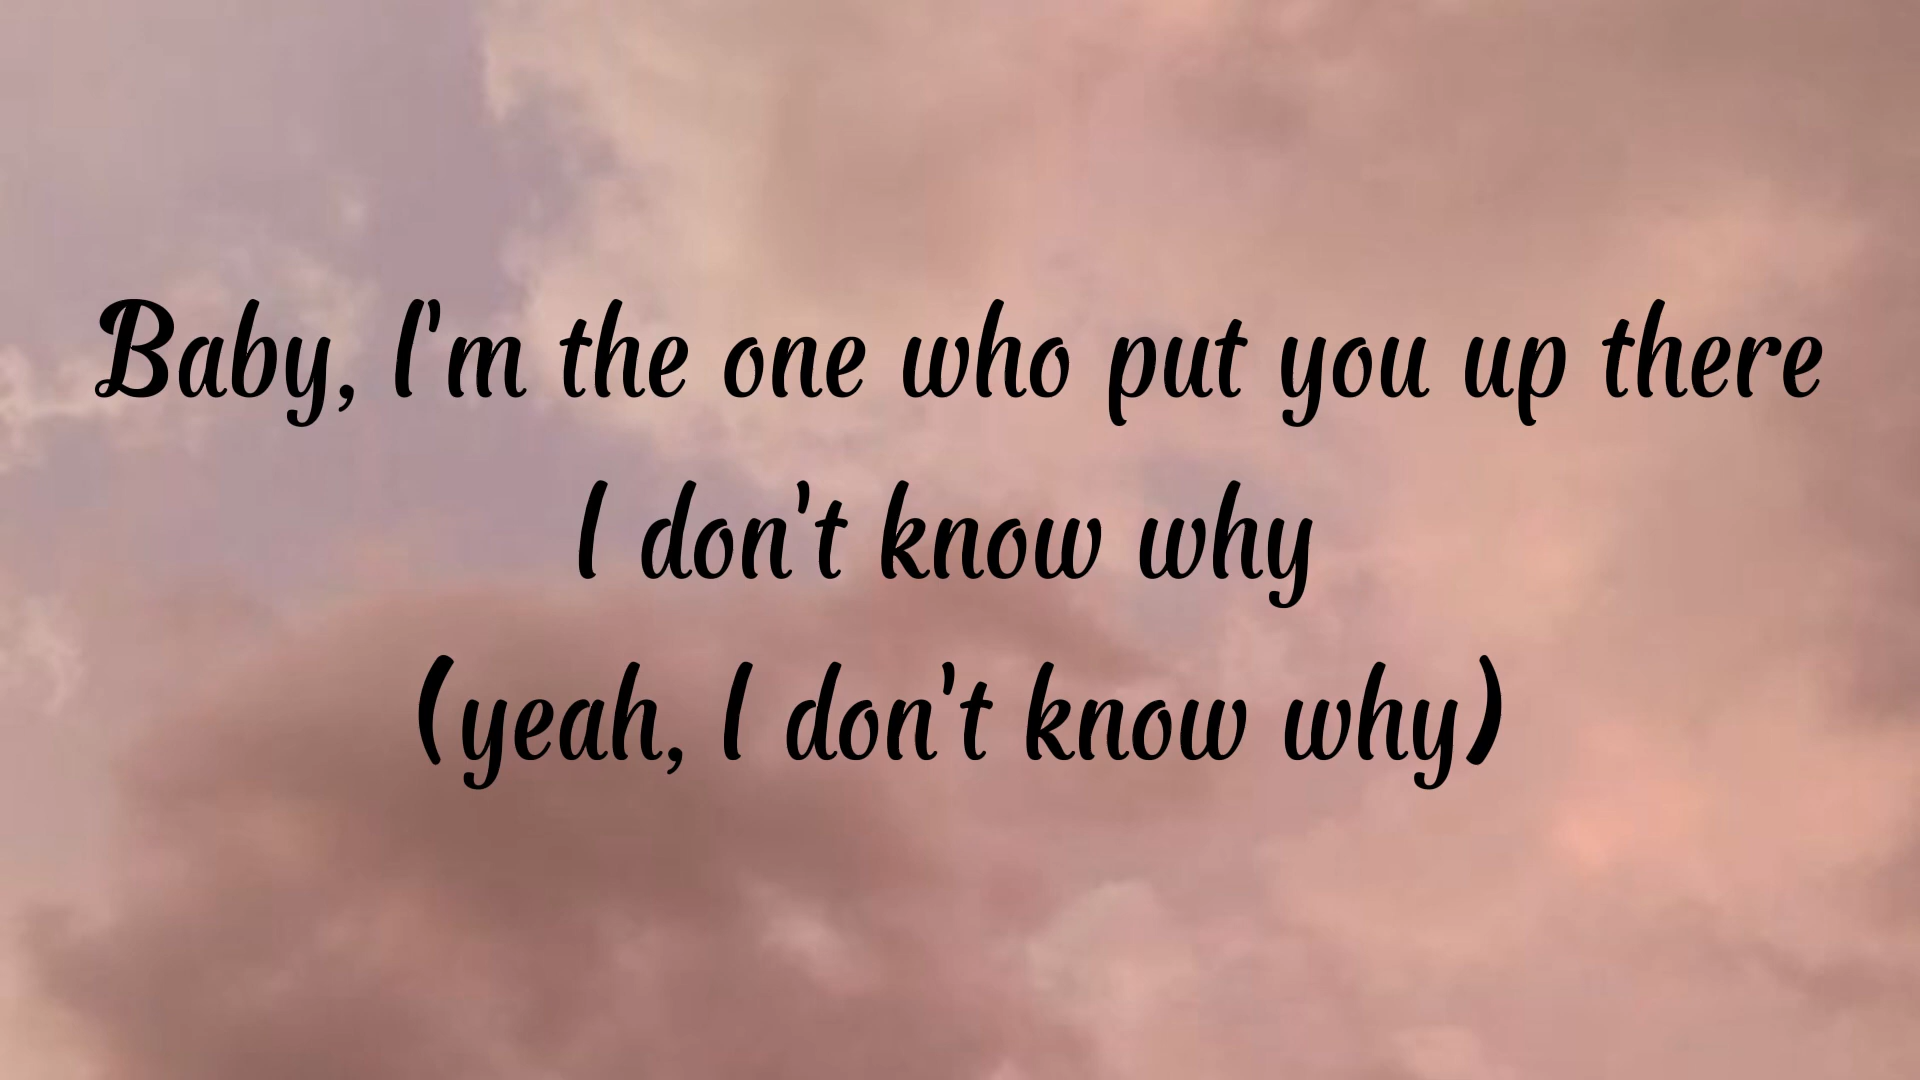 Baby, I'm the one who put you up there
I don't know why
(yeah, I don't know why)